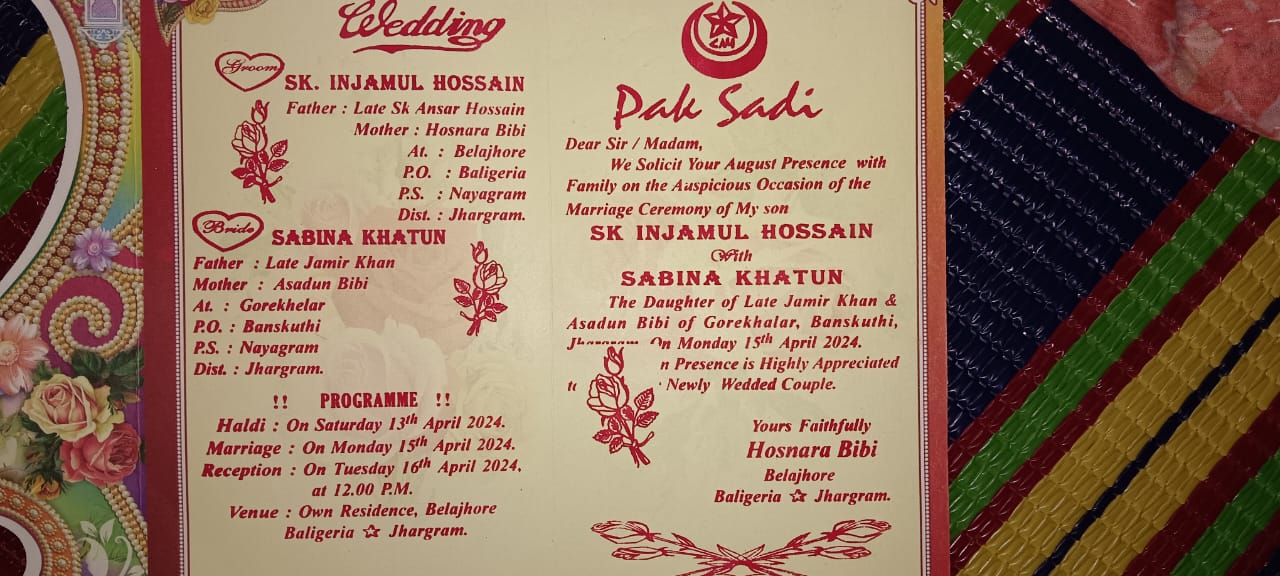 Wedding
Groom
SK. INJAMUL HOSSAIN
Father : Late Sk Ansar Hossain
Mother : Hosnara Bibi
At. : Belajhore
P.O. : Baligeria
P.S. : Nayagram
Dist. : Jhargram.
Bride
SABINA KHATUN
Father : Late Jamir Khan
Mother : Asadun Bibi
At. : Gorekhelar
P.O. : Banskuthi
P.S. : Nayagram
Dist. : Jhargram.
!! PROGRAMME !!
Haldi : On Saturday 13th April 2024.
Marriage : On Monday 15th April 2024.
Reception : On Tuesday 16th April 2024,
at 12.00 P.M.
Venue : Own Residence, Belajhore
Baligeria ☆ Jhargram.
Pak Sadi
Dear Sir / Madam,
We Solicit Your August Presence with
Family on the Auspicious Occasion of the
Marriage Ceremony of My son
SK INJAMUL HOSSAIN
With
SABINA KHATUN
The Daughter of Late Jamir Khan &
Asadun Bibi of Gorekhalar, Banskuthi,
Jhargram On Monday 15th April 2024.
n Presence is Highly Appreciated
Newly Wedded Couple.
Yours Faithfully
Hosnara Bibi
Belajhore
Baligeria ☆ Jhargram.